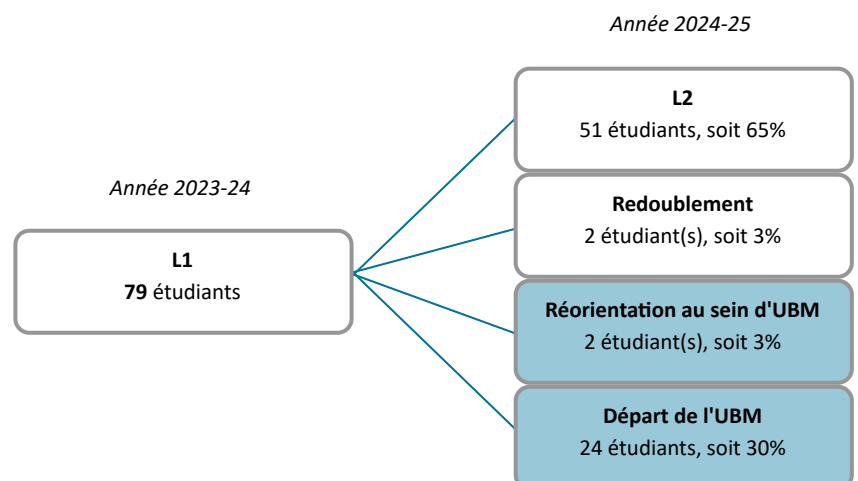 Année 2024-25
L2
51 étudiants, soit 65%
Année 2023-24
Redoublement
2 étudiant(s), soit 3%
L1
79 étudiants
Réorientation au sein d'UBM
2 étudiant(s), soit 3%
Départ de l'UBM
24 étudiants, soit 30%